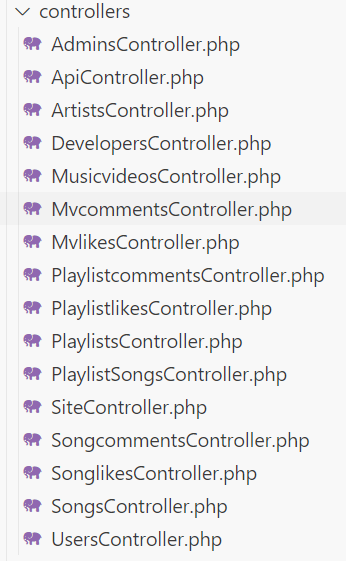 controllers
AdminsController.php
ApiController.php
ArtistsController.php
DevelopersController.php
MusicvideosController.php
MvcommentsController.php
MvlikesController.php
PlaylistcommentsController.php
PlaylistlikesController.php
PlaylistsController.php
PlaylistSongsController.php
SiteController.php
SongcommentsController.php
SonglikesController.php
SongsController.php
UsersController.php